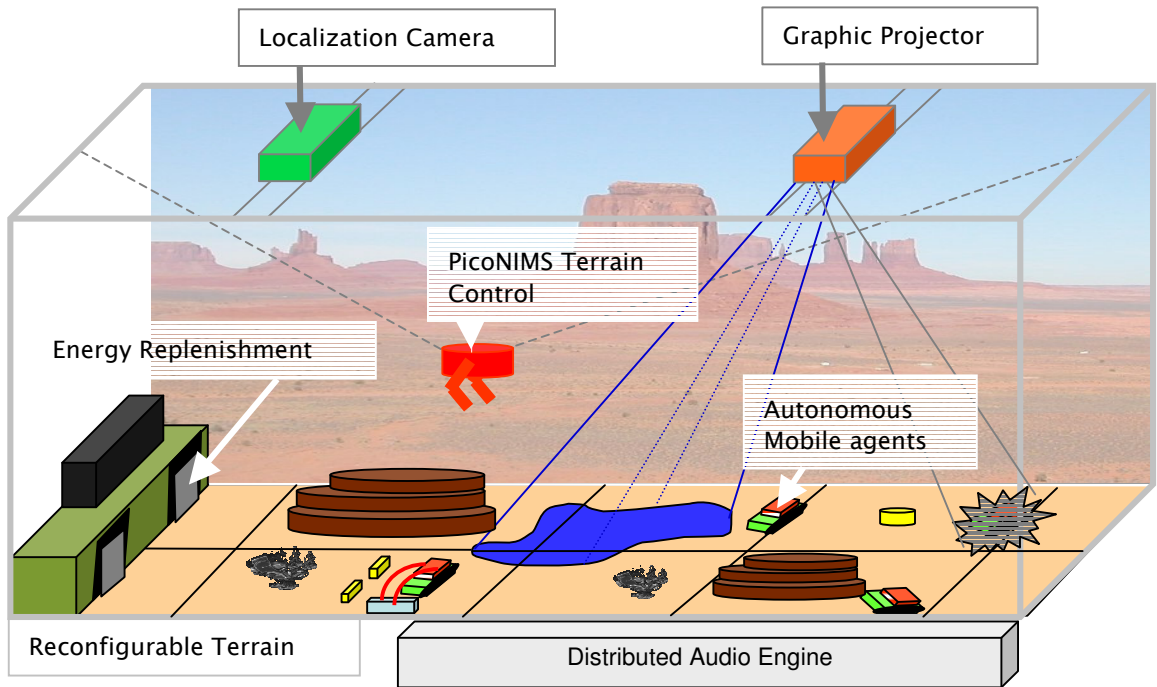 Localization Camera
Graphic Projector
PicoNIMS Terrain
Control
Energy Replenishment
Autonomous
Mobile agents
Reconfigurable Terrain
Distributed Audio Engine